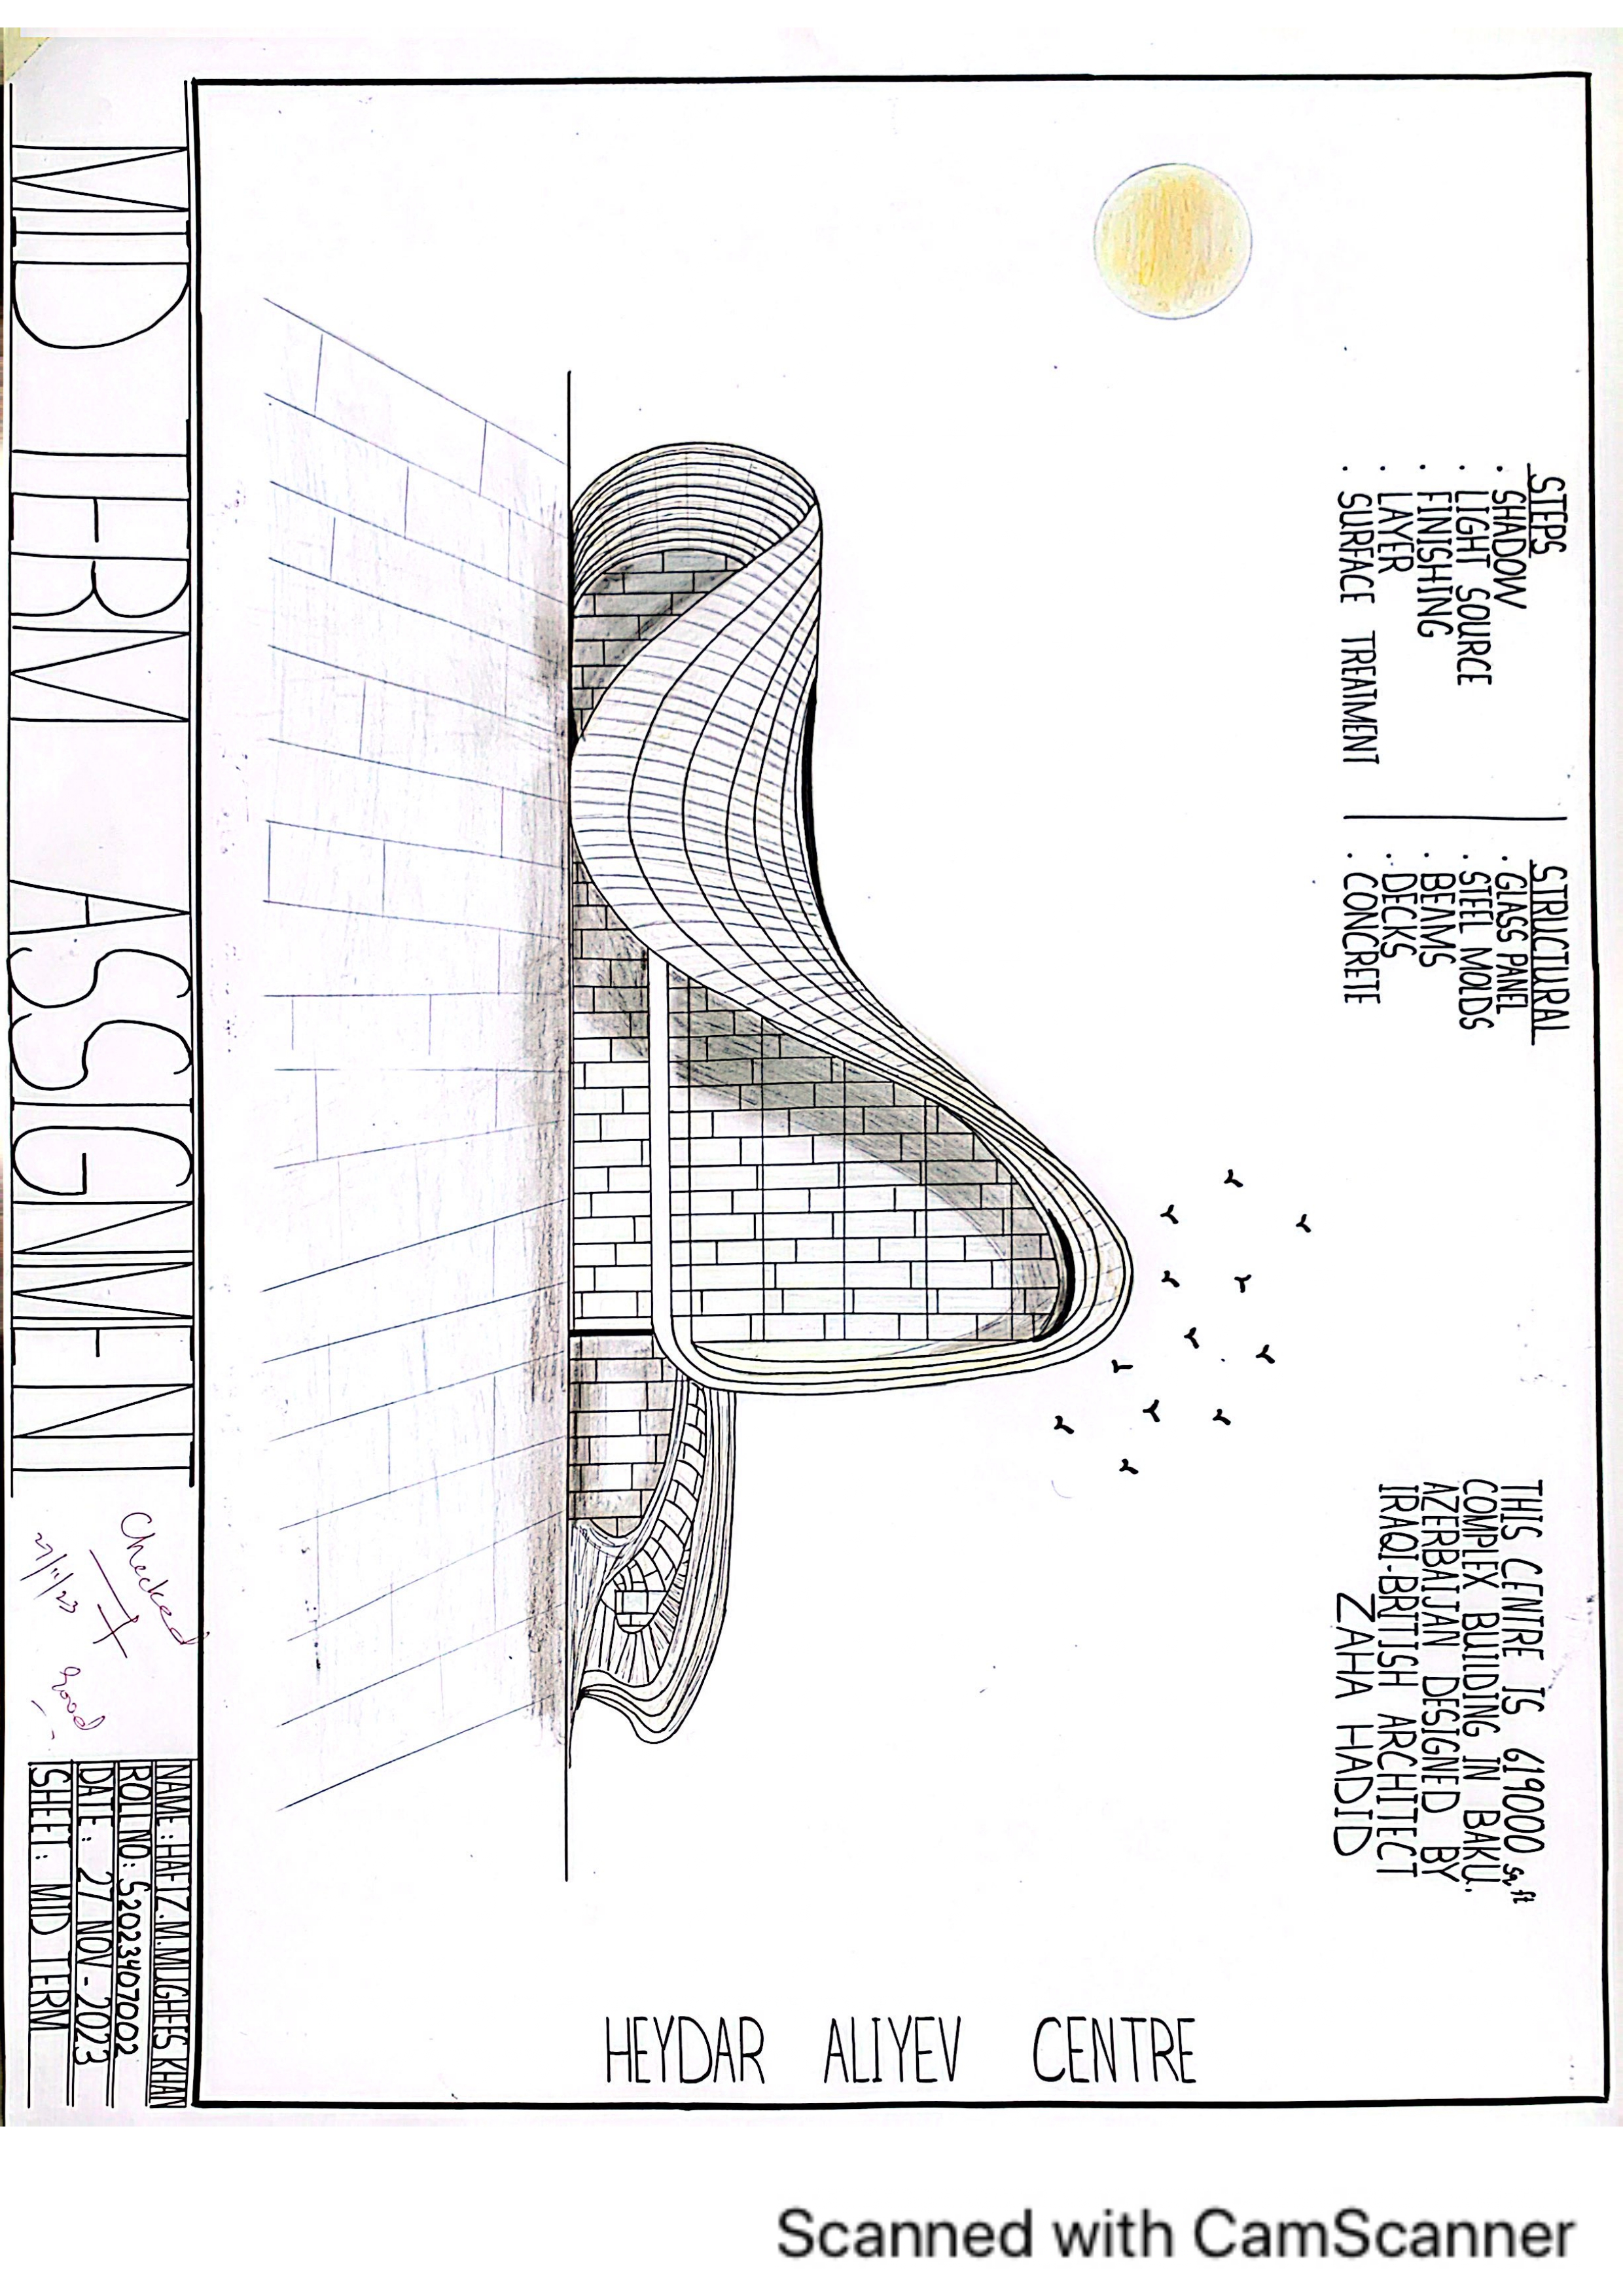 STEPS
. SHADOW
. LIGHT SOURCE
. FINISHING
. LAYER
. SURFACE TREATMENT
STRUCTURAL
. GLASS PANEL
. STEEL MOLDS
. BEAMS
. DECKS
. CONCRETE
THIS CENTRE IS 619000 sq ft
COMPLEX BUILDING IN BAKU.
AZERBAIJAN DESIGNED BY
IRAQI-BRITISH ARCHITECT
ZAHA HADID
HEYDAR ALIYEV CENTRE
MID TERM ASSIGNMENT
Checked
27/11/23
Good
NAME: HAFIZ.M.MUGHEES KHAN
ROLL NO: S2023407002
DATE: 27 NOV-2023
SHEET: MID TERM
Scanned with CamScanner